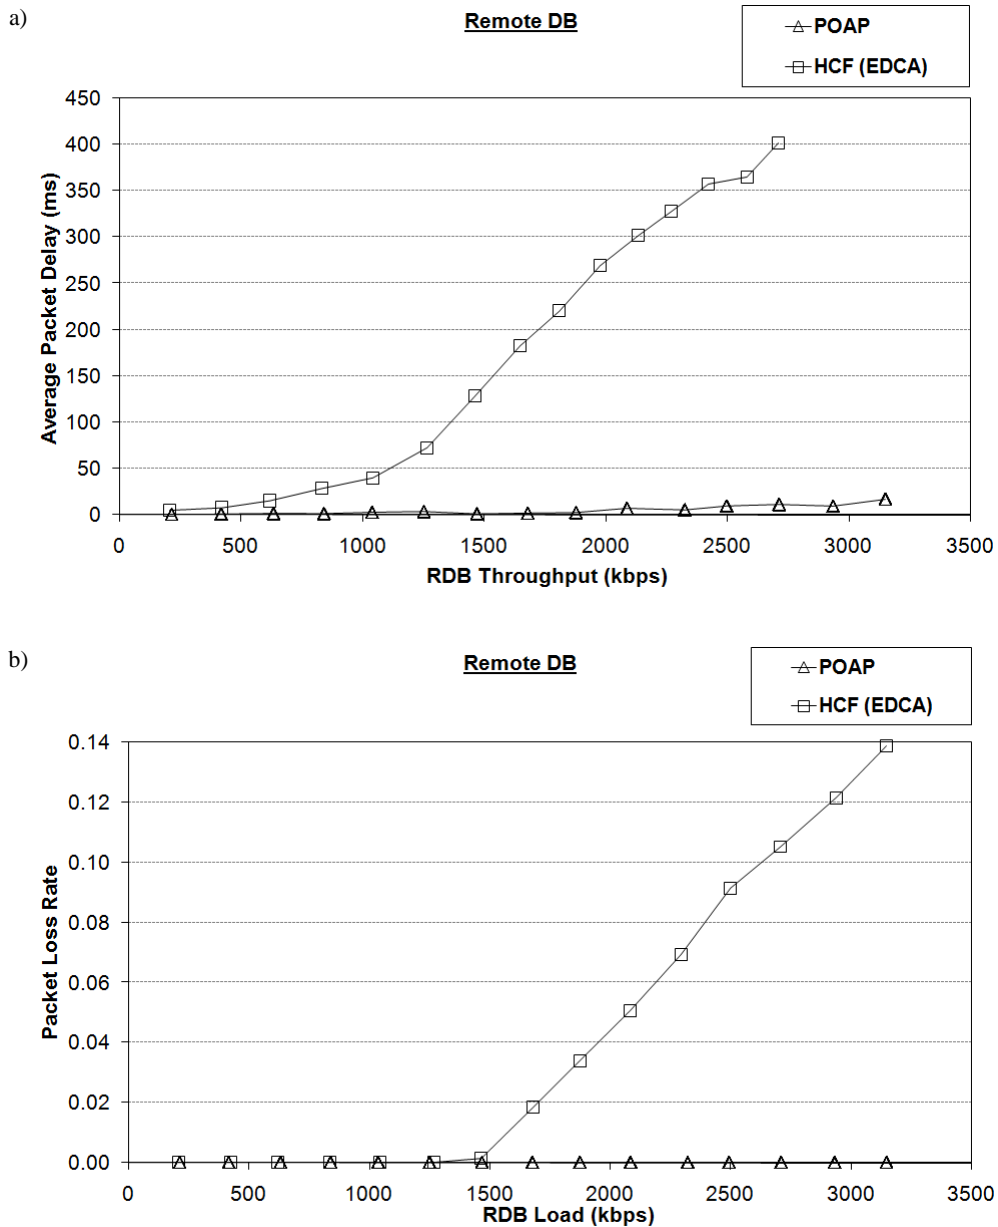 a)
Remote DB
POAP
HCF (EDCA)
450
400
350
300
250
200
150
100
50
0
Average Packet Delay (ms)
0 500 1000 1500 2000 2500 3000 3500
RDB Throughput (kbps)
b)
Remote DB
POAP
HCF (EDCA)
0.14
0.12
0.10
0.08
0.06
0.04
0.02
0.00
Packet Loss Rate
0 500 1000 1500 2000 2500 3000 3500
RDB Load (kbps)